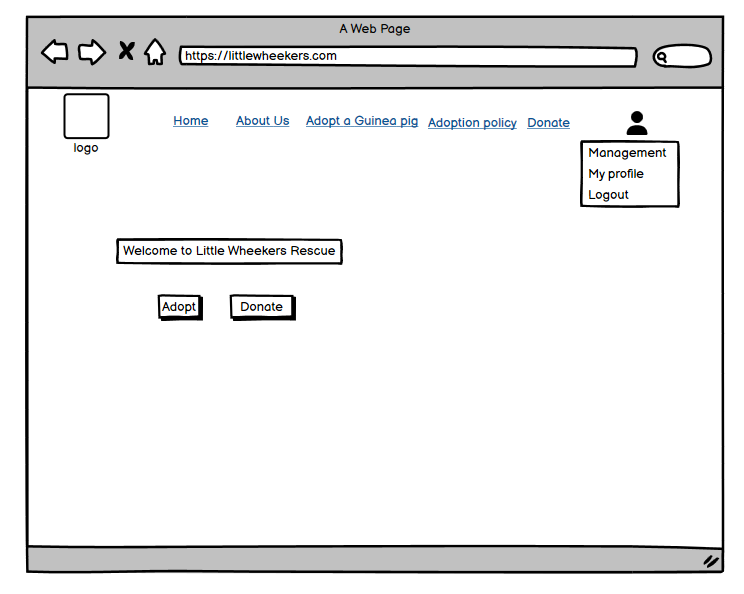 A Web Page
https://littlewheekers.com
logo
Home About Us Adopt a Guinea pig Adoption policy Donate
Management
My profile
Logout
Welcome to Little Wheekers Rescue
Adopt Donate